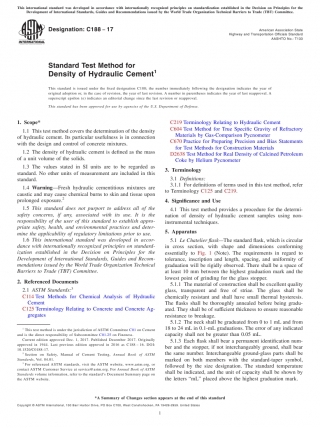 This international standard was developed in accordance with internationally recognized principles on standardization established in the Decision on Principles for the
Development of International Standards, Guides and Recommendations issued by the World Trade Organization Technical Barriers to Trade (TBT) Committee.
Designation: C188 − 17
American Association State
Highway and Transportation Officials Standard
AASHTO No.: T133
INTERNATIONAL
Standard Test Method for
Density of Hydraulic Cement1
This standard is issued under the fixed designation C188; the number immediately following the designation indicates the year of
original adoption or, in the case of revision, the year of last revision. A number in parentheses indicates the year of last reapproval. A
superscript epsilon (ε) indicates an editorial change since the last revision or reapproval.
This standard has been approved for use by agencies of the U.S. Department of Defense.
1. Scope*
1.1 This test method covers the determination of the density
of hydraulic cement. Its particular usefulness is in connection
with the design and control of concrete mixtures.
1.2 The density of hydraulic cement is defined as the mass
of a unit volume of the solids.
1.3 The values stated in SI units are to be regarded as
standard. No other units of measurement are included in this
standard.
1.4 Warning—Fresh hydraulic cementitious mixtures are
caustic and may cause chemical burns to skin and tissue upon
prolonged exposure.2
1.5 This standard does not purport to address all of the
safety concerns, if any, associated with its use. It is the
responsibility of the user of this standard to establish appro-
priate safety, health, and environmental practices and deter-
mine the applicability of regulatory limitations prior to use.
1.6 This international standard was developed in accor-
dance with internationally recognized principles on standard-
ization established in the Decision on Principles for the
Development of International Standards, Guides and Recom-
mendations issued by the World Trade Organization Technical
Barriers to Trade (TBT) Committee.
2. Referenced Documents
2.1 ASTM Standards:3
C114 Test Methods for Chemical Analysis of Hydraulic
Cement
C125 Terminology Relating to Concrete and Concrete Ag-
gregates
1 This test method is under the jurisdiction of ASTM Committee C01 on Cement
and is the direct responsibility of Subcommittee C01.25 on Fineness.
Current edition approved Dec. 1, 2017. Published December 2017. Originally
approved in 1944. Last previous edition approved in 2016 as C188 – 16. DOI:
10.1520/C0188-17.
2 Section on Safety, Manual of Cement Testing, Annual Book of ASTM
Standards, Vol. 04.01.
3 For referenced ASTM standards, visit the ASTM website, www.astm.org, or
contact ASTM Customer Service at service@astm.org. For Annual Book of ASTM
Standards volume information, refer to the standard's Document Summary page on
the ASTM website.
C219 Terminology Relating to Hydraulic Cement
C604 Test Method for True Specific Gravity of Refractory
Materials by Gas-Comparison Pycnometer
C670 Practice for Preparing Precision and Bias Statements
for Test Methods for Construction Materials
D2638 Test Method for Real Density of Calcined Petroleum
Coke by Helium Pycnometer
3. Terminology
3.1 Definitions:
3.1.1 For definitions of terms used in this test method, refer
to Terminology C125 and C219.
4. Significance and Use
4.1 This test method provides a procedure for the determi-
nation of density of hydraulic cement samples using non-
instrumental techniques.
5. Apparatus
5.1 Le Chatelier flask—The standard flask, which is circular
in cross section, with shape and dimensions conforming
essentially to Fig. 1 (Note). The requirements in regard to
tolerance, inscription and length, spacing, and uniformity of
graduation will be rigidly observed. There shall be a space of
at least 10 mm between the highest graduation mark and the
lowest point of grinding for the glass stopper.
5.1.1 The material of construction shall be excellent quality
glass, transparent and free of striae. The glass shall be
chemically resistant and shall have small thermal hysteresis.
The flasks shall be thoroughly annealed before being gradu-
ated. They shall be of sufficient thickness to ensure reasonable
resistance to breakage.
5.1.2 The neck shall be graduated from 0 to 1 mL and from
18 to 24 mL in 0.1-mL graduations. The error of any indicated
capacity shall not be greater than 0.05 mL.
5.1.3 Each flask shall bear a permanent identification num-
ber and the stopper, if not interchangeably ground, shall bear
the same number. Interchangeable ground-glass parts shall be
marked on both members with the standard-taper symbol,
followed by the size designation. The standard temperature
shall be indicated, and the unit of capacity shall be shown by
the letters "mL" placed above the highest graduation mark.
*A Summary of Changes section appears at the end of this standard
Copyright © ASTM International, 100 Barr Harbor Drive, PO Box C700, West Conshohocken, PA 19428-2959. United States
1